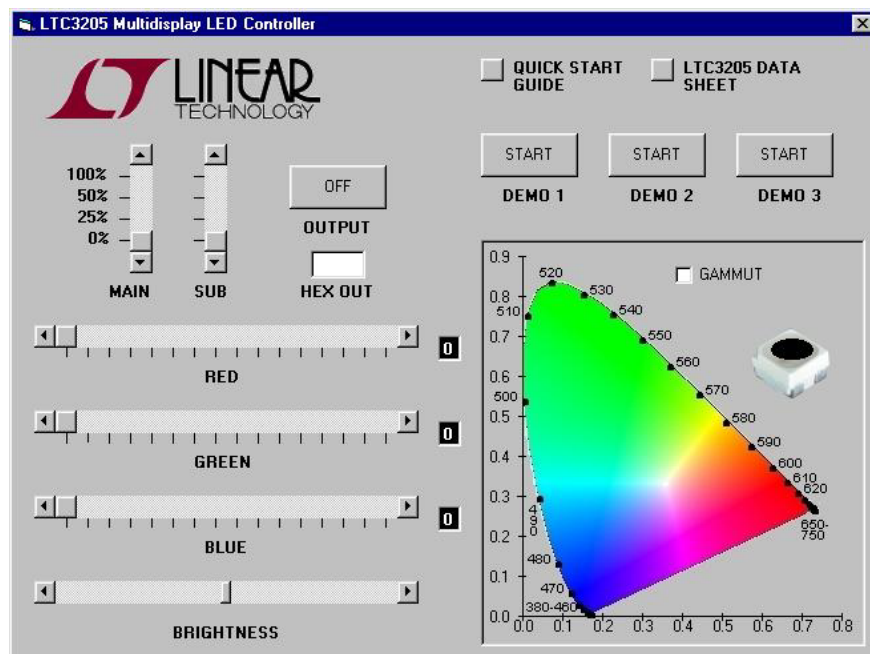 LTC3205 Multidisplay LED Controller
LINEAR
TECHNOLOGY
QUICK START
GUIDE
LTC3205 DATA
SHEET
START
START
START
DEMO 1
DEMO 2
DEMO 3
100%
50%
25%
0%
MAIN
SUB
OFF
OUTPUT
HEX OUT
RED
0
GREEN
0
BLUE
0
BRIGHTNESS
GAMMUT
0.9
0.8
0.7
0.6
0.5
0.4
0.3
0.2
0.1
0.0
520
530
510
540
550
560
570
500
580
590
600
610
620
650-
750
490
480
470
380-460
0.0
0.1
0.2
0.3
0.4
0.5
0.6
0.7
0.8